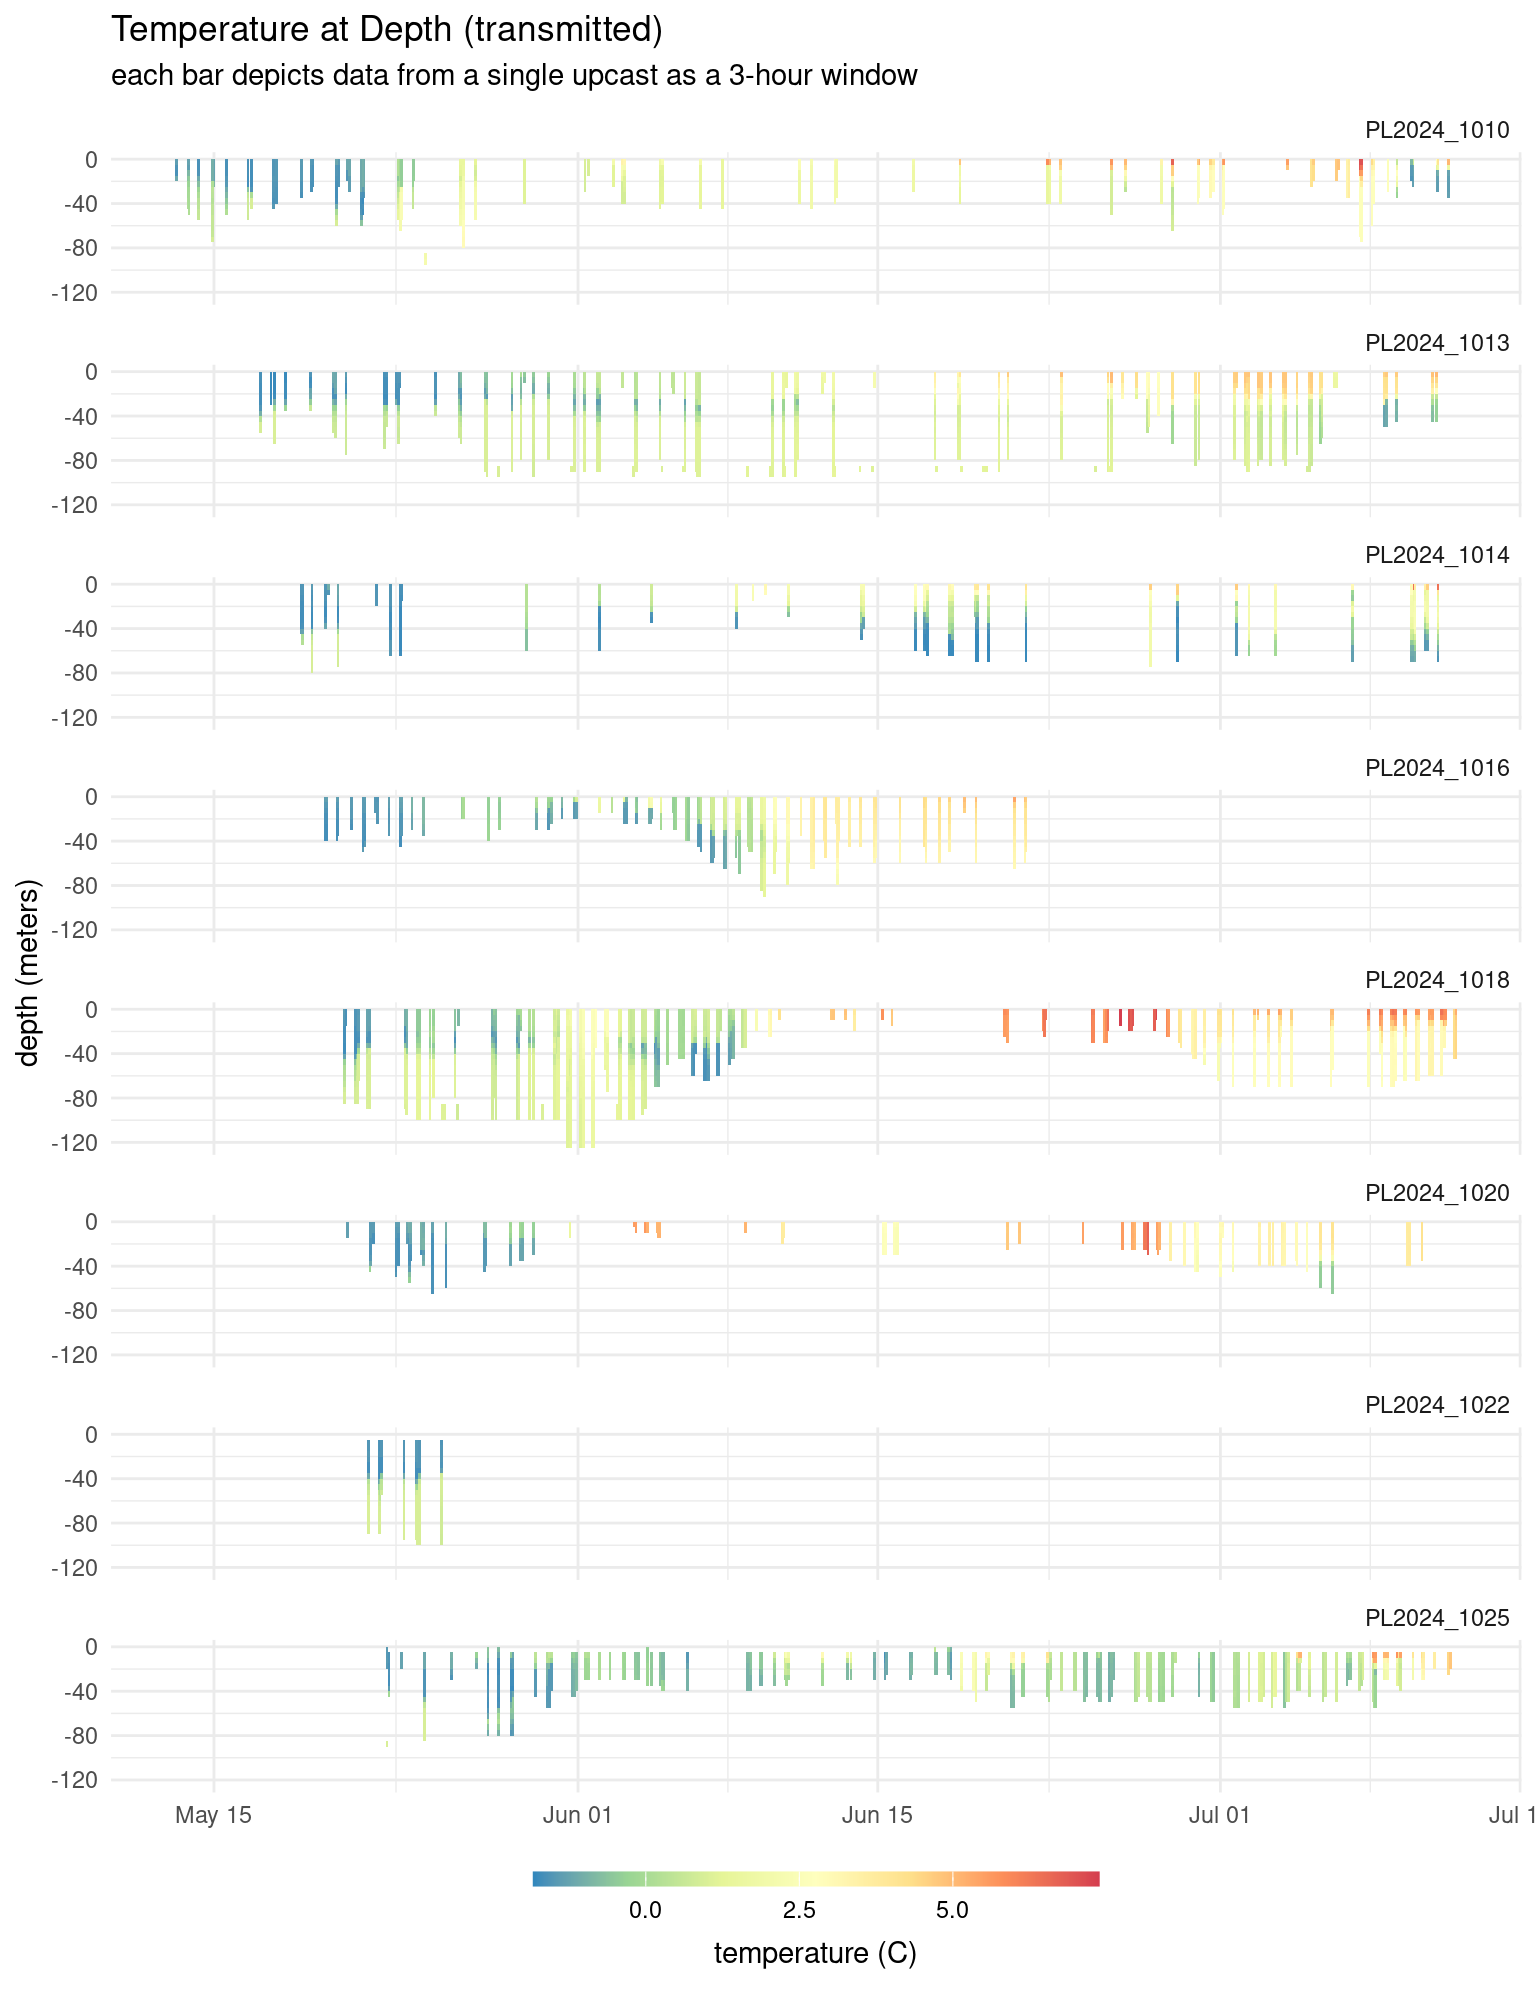 Temperature at Depth (transmitted)
each bar depicts data from a single upcast as a 3-hour window
PL2024_1010
0
-40
-80
-120
PL2024_1013
0
-40
-80
-120
PL2024_1014
0
-40
-80
-120
PL2024_1016
0
-40
-80
-120
depth (meters)
PL2024_1018
0
-40
-80
-120
PL2024_1020
0
-40
-80
-120
PL2024_1022
0
-40
-80
-120
PL2024_1025
0
-40
-80
-120
May 15 Jun 01 Jun 15 Jul 01 Jul 1
0.0 2.5 5.0
temperature (C)